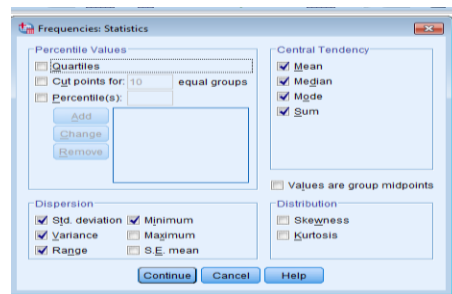 Frequencies: Statistics
Percentile Values
Quartiles
Cut points for: 10 equal groups
Percentile(s):
Add
Change
Remove
Central Tendency
Mean
Median
Mode
Sum
Values are group midpoints
Dispersion
Std. deviation Minimum
Variance Maximum
Range S.E. mean
Distribution
Skewness
Kurtosis
Continue Cancel Help